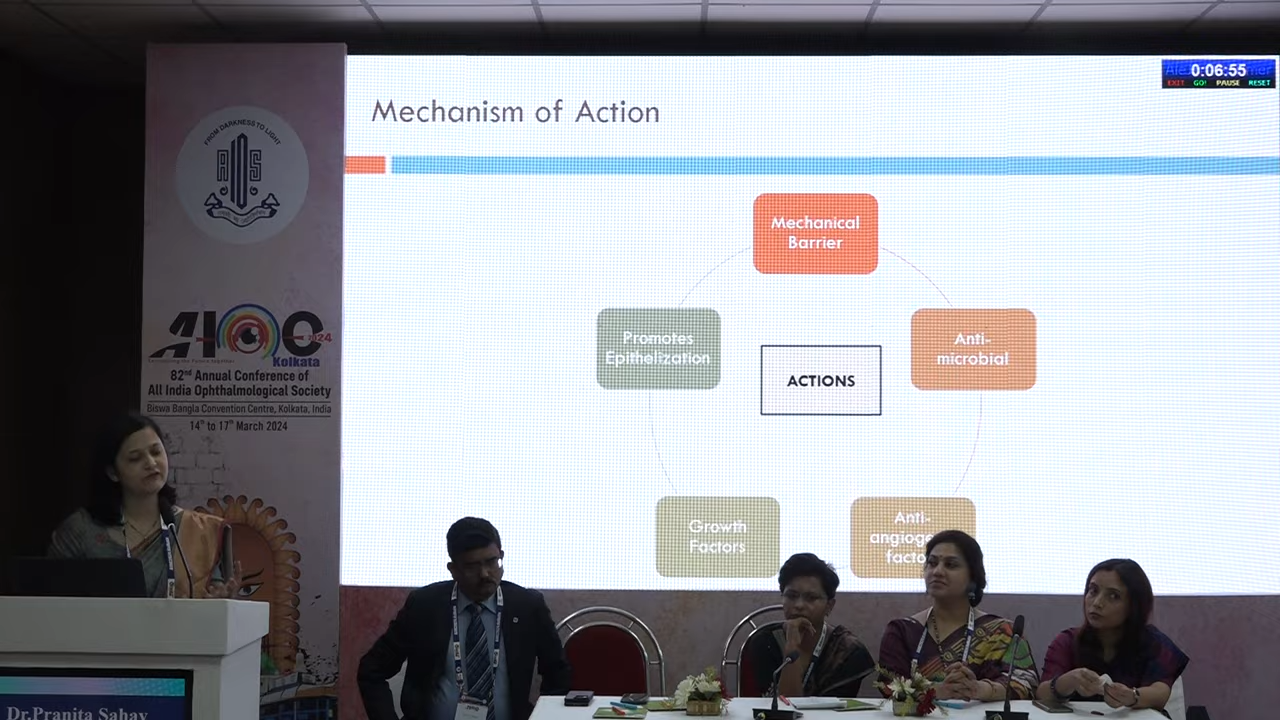 Mechanism of Action
0:06:55
EXIT GO! PAUSE RESET
Mechanical
Barrier
Promotes
Epithelization
Anti-
microbial
ACTIONS
Growth
Factors
Anti-
FROM DARKNESS TO LIGHT
AIOS
AIOC
2024
Kolkata
82nd Annual Conference of
All India Ophthalmological Society
Biswa Bangla Convention Centre, Kolkata, India
14th to 17th March 2024
Dr.Pranita Sahay